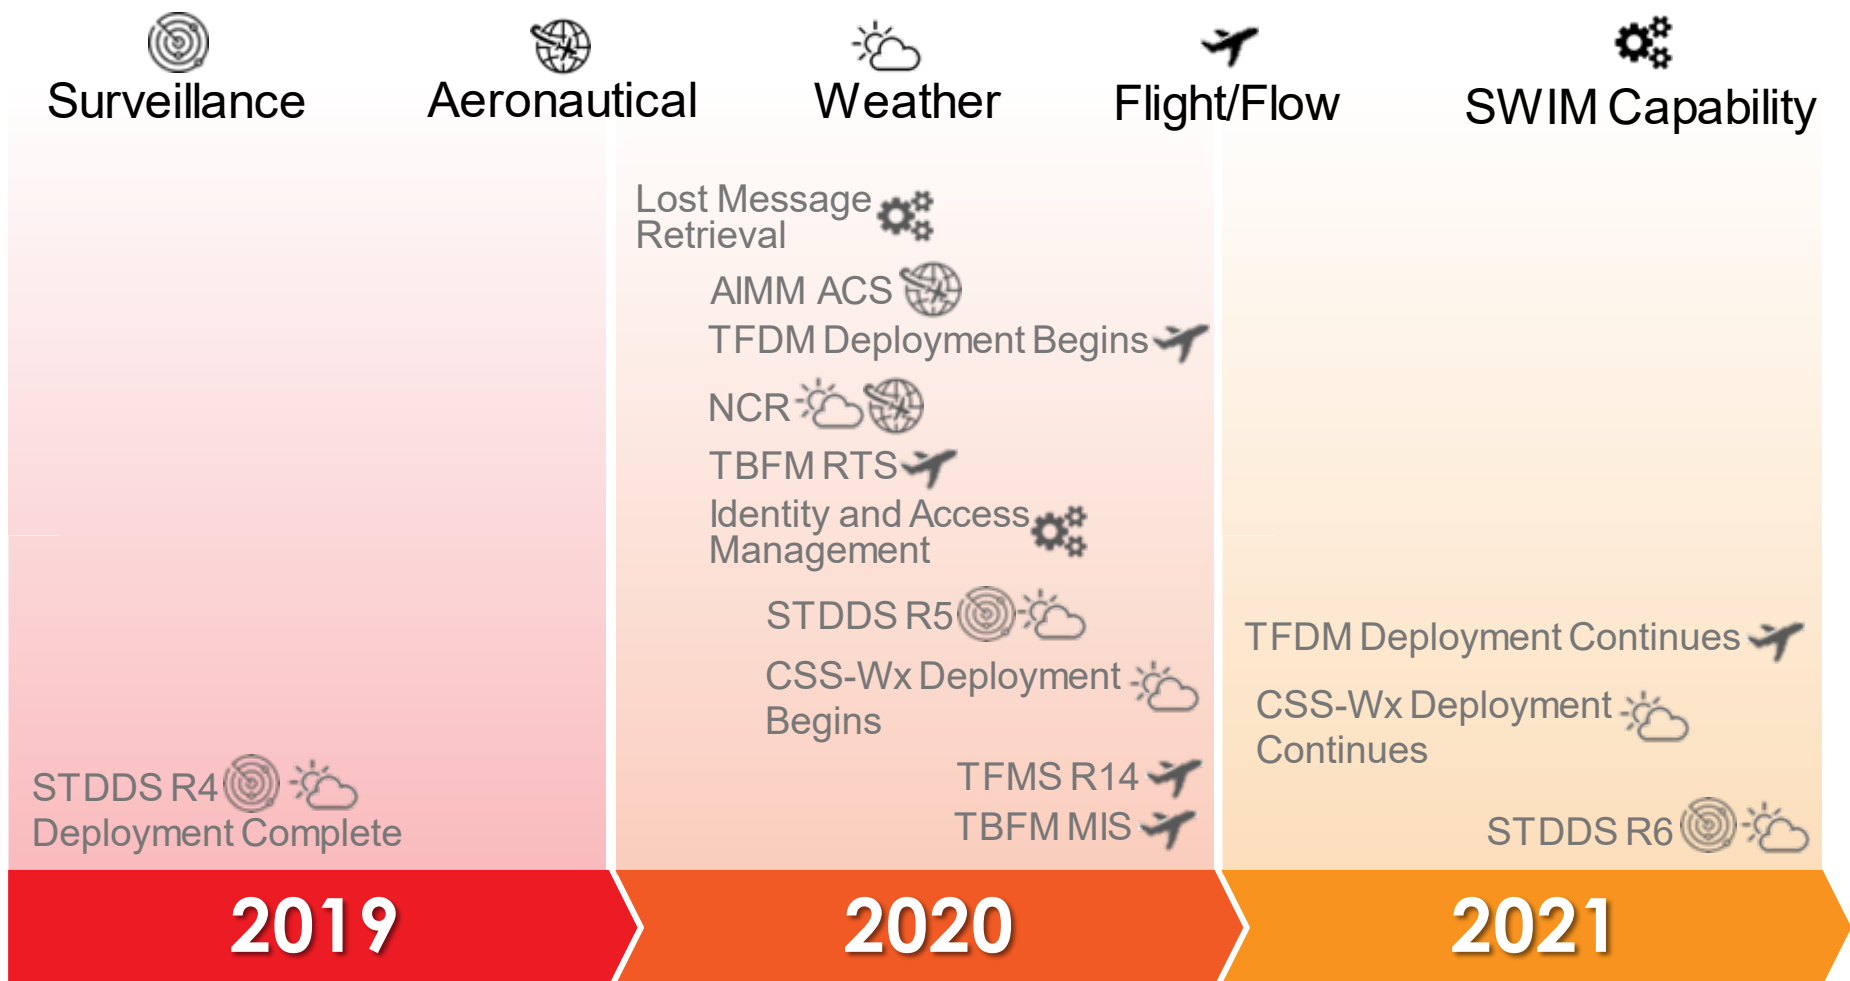 Surveillance
Aeronautical
Weather
Flight/Flow
SWIM Capability
STDDS R4
Deployment Complete
Lost Message
Retrieval
AIMM ACS
TFDM Deployment Begins
NCR
TBFM RTS
Identity and Access
Management
STDDS R5
CSS-Wx Deployment
Begins
TFMS R14
TBFM MIS
TFDM Deployment Continues
CSS-Wx Deployment
Continues
STDDS R6
2019
2020
2021